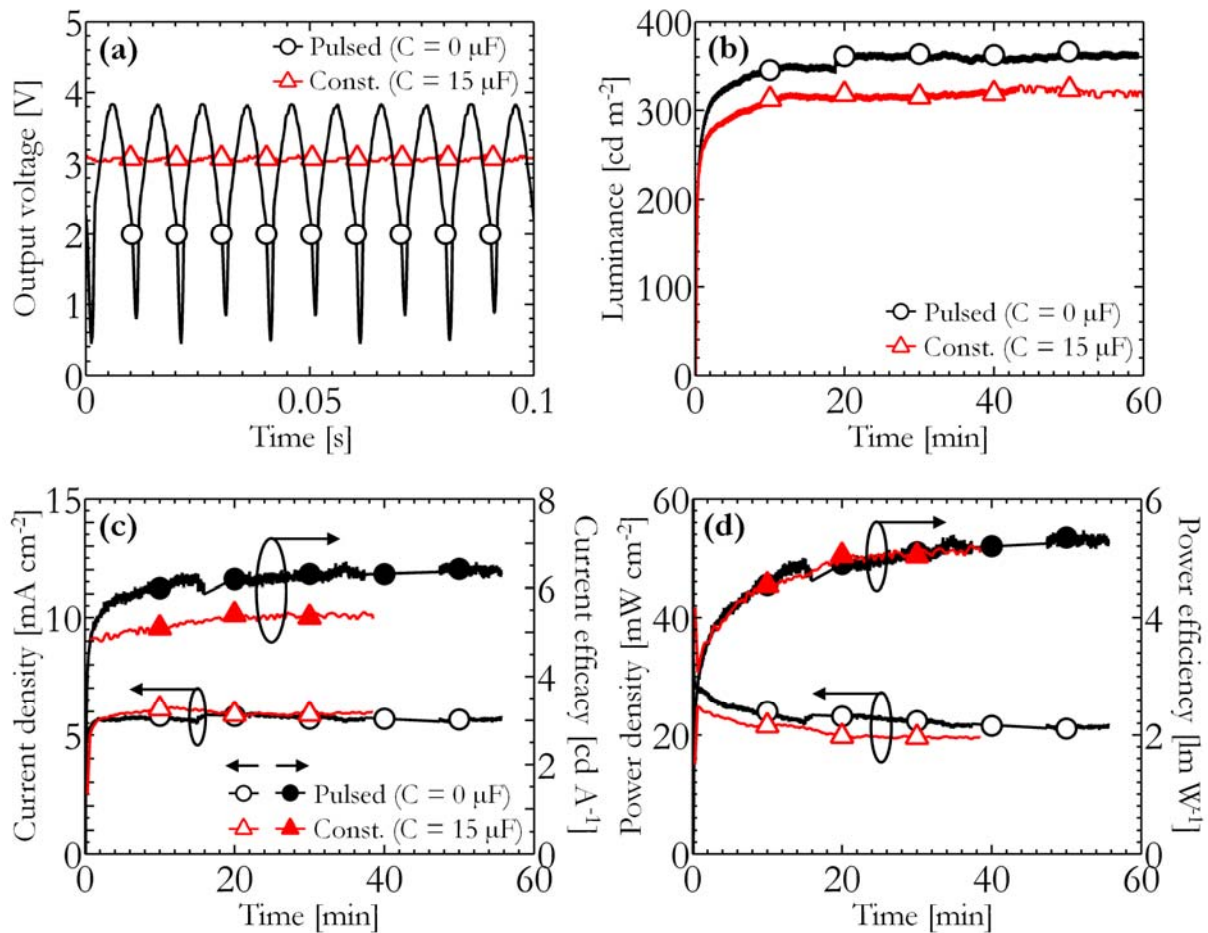 (a)
Pulsed (C = 0 μF)
Const. (C = 15 μF)
Output voltage [V]
5
4
3
2
1
0
0
0.05
0.1
Time [s]
(b)
Luminance [cd m⁻²]
400
320
240
160
80
0
0
20
40
60
Time [min]
Pulsed (C = 0 μF)
Const. (C = 15 μF)
(c)
Current density [mA cm⁻²]
15
10
5
0
Current efficacy [cd A⁻¹]
8
6
4
2
0
Pulsed (C = 0 μF)
Const. (C = 15 μF)
0
20
40
60
Time [min]
(d)
Power density [mW cm⁻²]
60
40
20
0
Power efficiency [lm W⁻¹]
6
4
2
0
0
20
40
60
Time [min]